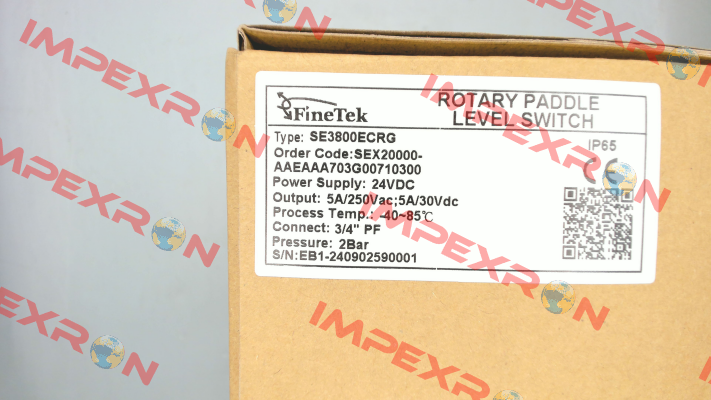 FineTek
ROTARY PADDLE
LEVEL SWITCH
Type: SE3800ECRG
IP65
Order Code:SEX20000-
AAEAAA703G00710300
CE
Power Supply: 24VDC
Output: 5A/250Vac;5A/30Vdc
Process Temp.: -40~85℃
Connect: 3/4" PF
Pressure: 2Bar
S/N:EB1-240902590001
IMPEXRON
IMPEXRON
IMPEXRON
IMPEXRON
IMPEXRON
IMPEXRON
IMPEXRON